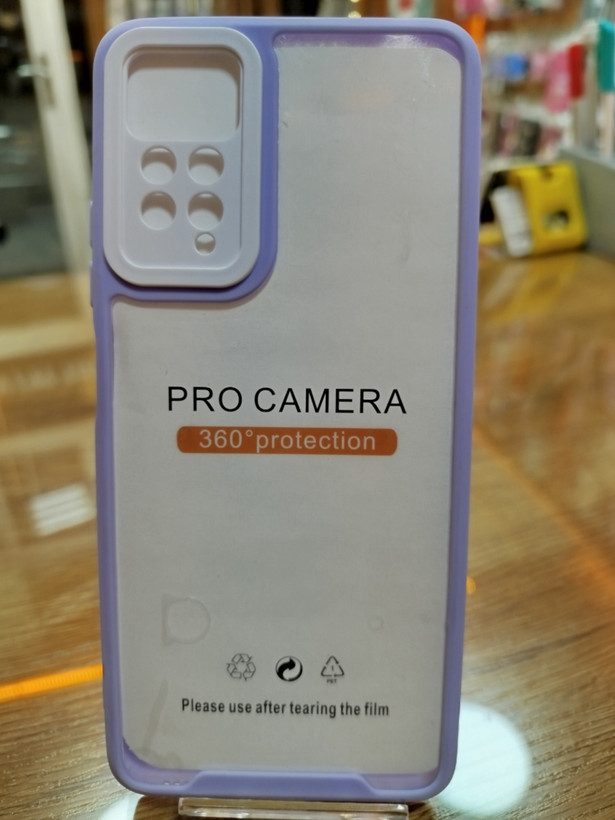 PRO CAMERA
360°protection
Please use after tearing the film